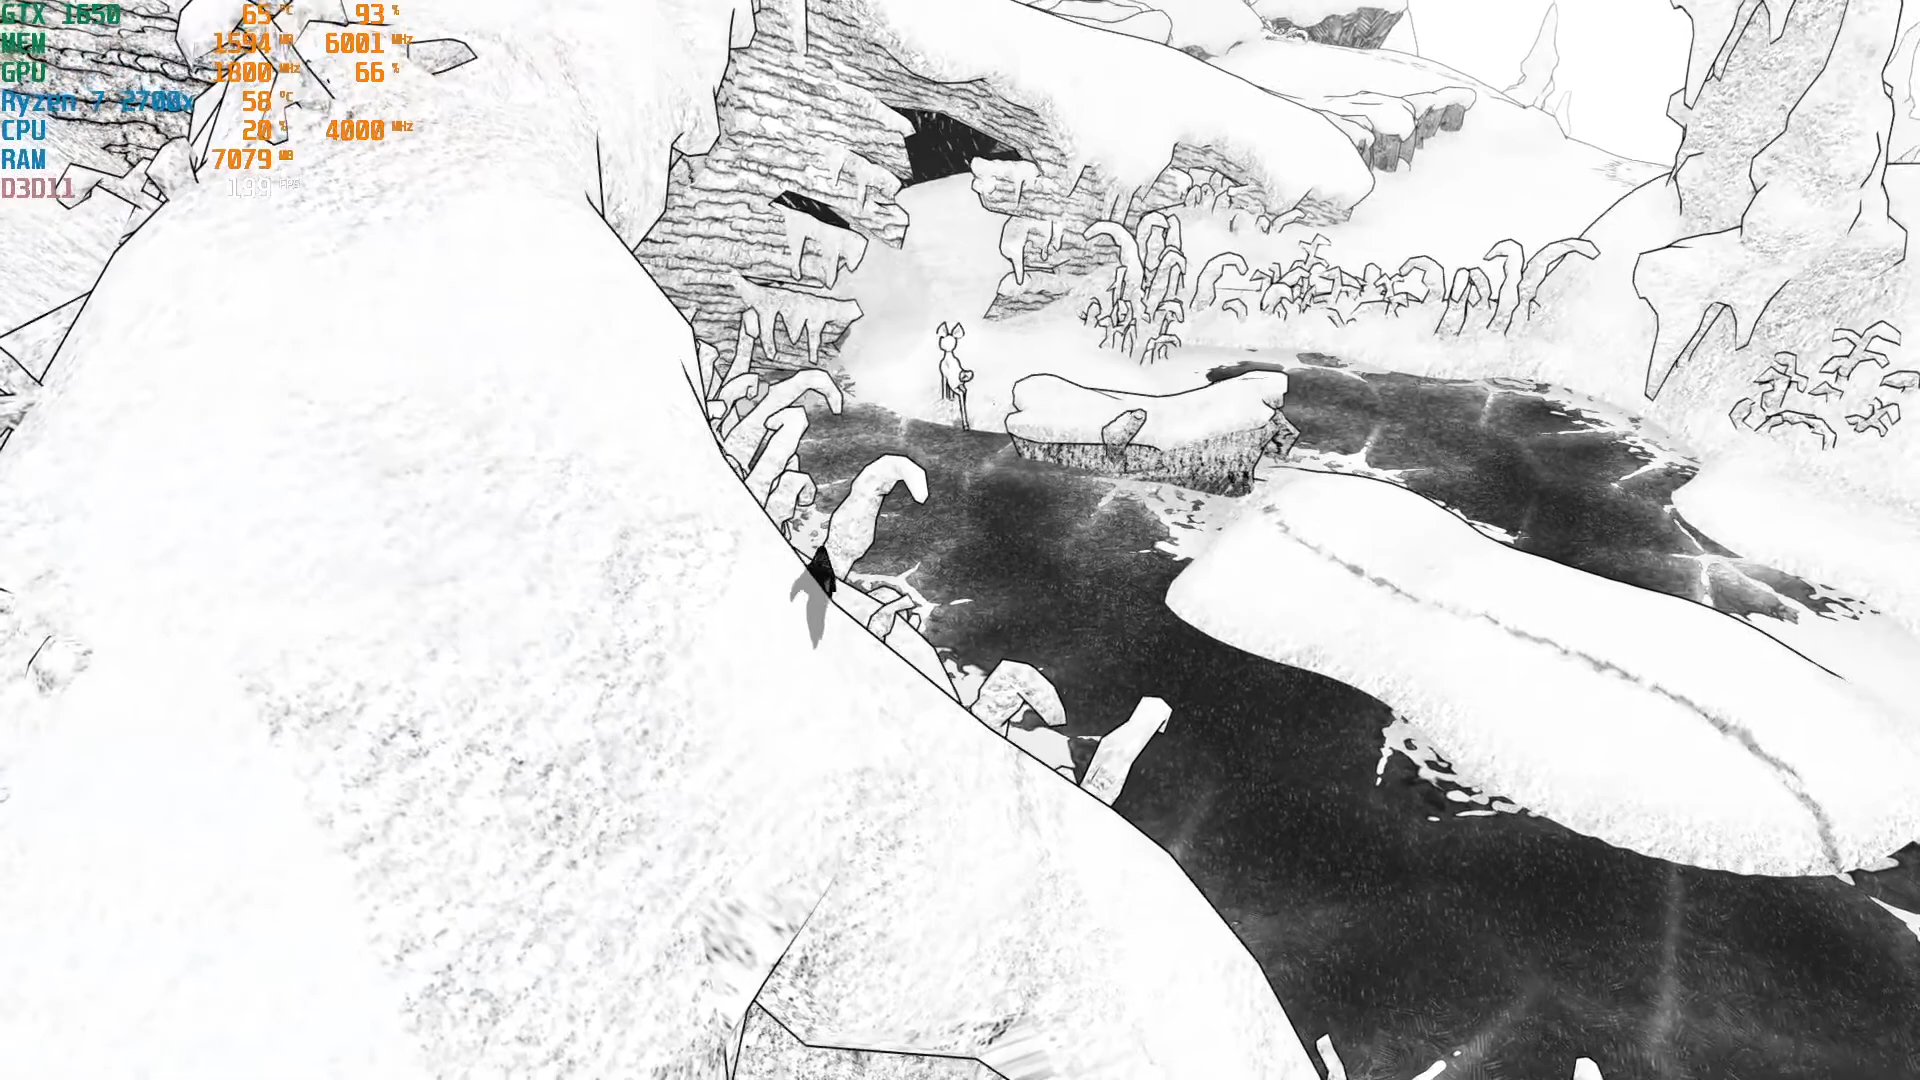 GTX 1650 65 °C 93 %
MEM 1594 MB 6001 MHz
GPU 1800 MHz 66 %
Ryzen 7 2700x 58 °C
CPU 20 % 4000 MHz
RAM 7079 MB
D3D11 199 FPS